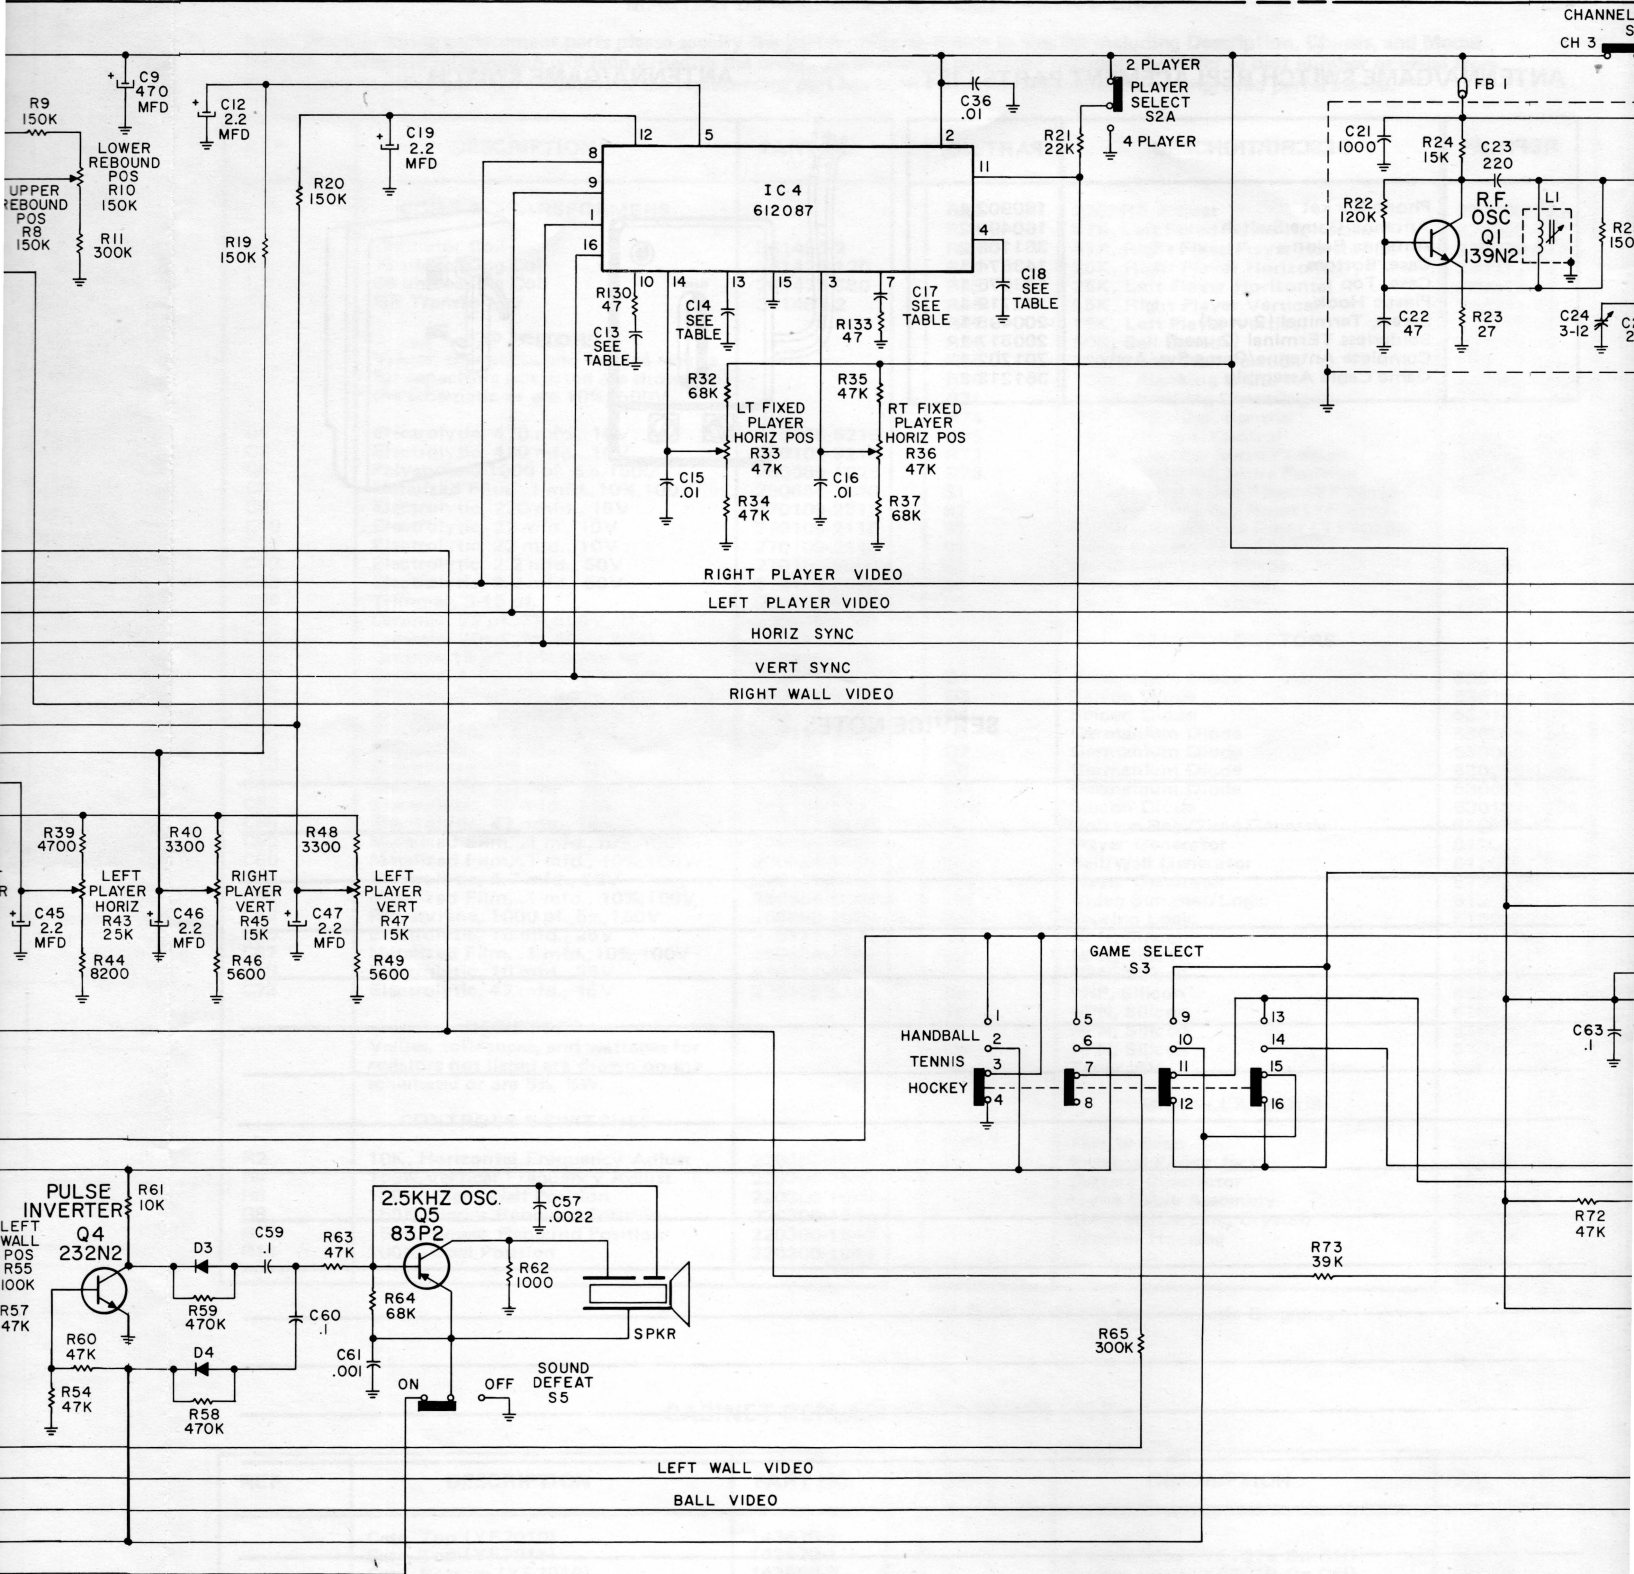 CHANNEL
S
CH 3
C9
470
MFD
R9
150K
C12
2.2
MFD
C19
2.2
MFD
12
5
2
C36
.01
2 PLAYER
PLAYER
SELECT
S2A
4 PLAYER
R21
22K
FB 1
C21
1000
R24
15K
C23
220
LOWER
REBOUND
POS
R10
150K
UPPER
REBOUND
POS
R8
150K
R11
300K
R20
150K
R19
150K
8
9
1
16
IC 4
612087
11
4
R22
120K
R.F.
OSC
Q1
139N2
L1
R2
150
10
14
13
15
3
7
R130
47
C13
SEE
TABLE
C14
SEE
TABLE
R133
47
C17
SEE
TABLE
C18
SEE
TABLE
C22
47
R23
27
C24
3-12
C2
2
R32
68K
LT FIXED
PLAYER
HORIZ POS
R33
47K
R35
47K
RT FIXED
PLAYER
HORIZ POS
R36
47K
C15
.01
R34
47K
C16
.01
R37
68K
RIGHT PLAYER VIDEO
LEFT PLAYER VIDEO
HORIZ SYNC
VERT SYNC
RIGHT WALL VIDEO
R39
4700
R40
3300
R48
3300
R
LEFT
PLAYER
HORIZ
R43
25K
RIGHT
PLAYER
VERT
R45
15K
LEFT
PLAYER
VERT
R47
15K
C45
2.2
MFD
C46
2.2
MFD
C47
2.2
MFD
R44
8200
R46
5600
R49
5600
GAME SELECT
S3
HANDBALL
TENNIS
HOCKEY
1
2
3
4
5
6
7
8
9
10
11
12
13
14
15
16
C63
.1
PULSE
INVERTER
Q4
232N2
R61
10K
LEFT
WALL
POS
R55
100K
R57
47K
D3
R59
470K
C59
.1
R63
47K
2.5KHZ OSC.
Q5
83P2
C57
.0022
R62
1000
R64
68K
C60
.1
SPKR
R60
47K
R54
47K
D4
R58
470K
C61
.001
ON
OFF
SOUND
DEFEAT
S5
R72
47K
R73
39K
R65
300K
LEFT WALL VIDEO
BALL VIDEO